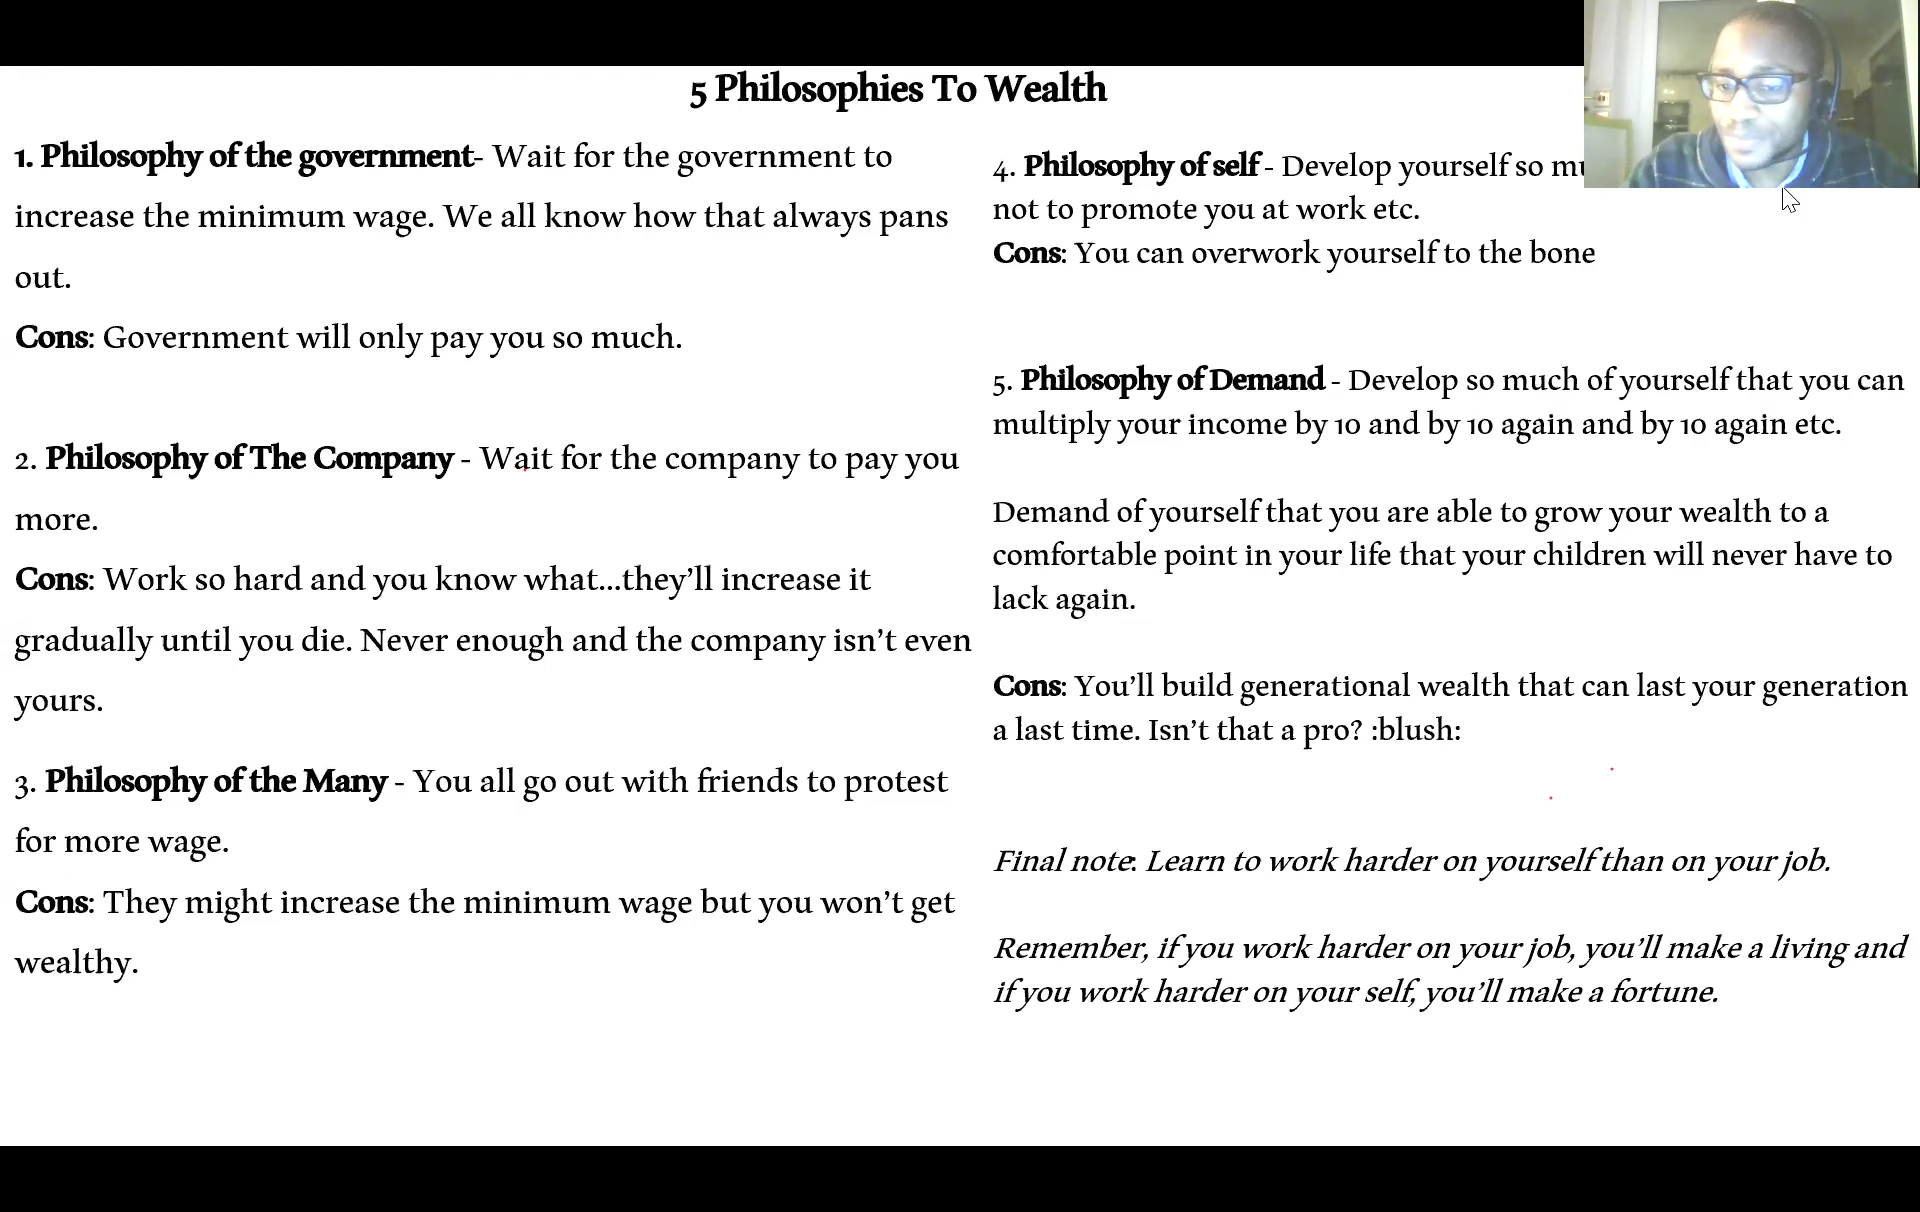 5 Philosophies To Wealth
1. Philosophy of the government- Wait for the government to
increase the minimum wage. We all know how that always pans
out.
Cons: Government will only pay you so much.
2. Philosophy of The Company - Wait for the company to pay you
more.
Cons: Work so hard and you know what...they'll increase it
gradually until you die. Never enough and the company isn't even
yours.
3. Philosophy of the Many - You all go out with friends to protest
for more wage.
Cons: They might increase the minimum wage but you won't get
wealthy.
4. Philosophy of self - Develop yourself so
not to promote you at work etc.
Cons: You can overwork yourself to the bone
5. Philosophy of Demand - Develop so much of yourself that you can
multiply your income by 10 and by 10 again and by 10 again etc.
Demand of yourself that you are able to grow your wealth to a
comfortable point in your life that your children will never have to
lack again.
Cons: You'll build generational wealth that can last your generation
a last time. Isn't that a pro? :blush:
Final note: Learn to work harder on yourself than on your job.
Remember, if you work harder on your job, you'll make a living and
if you work harder on your self, you'll make a fortune.